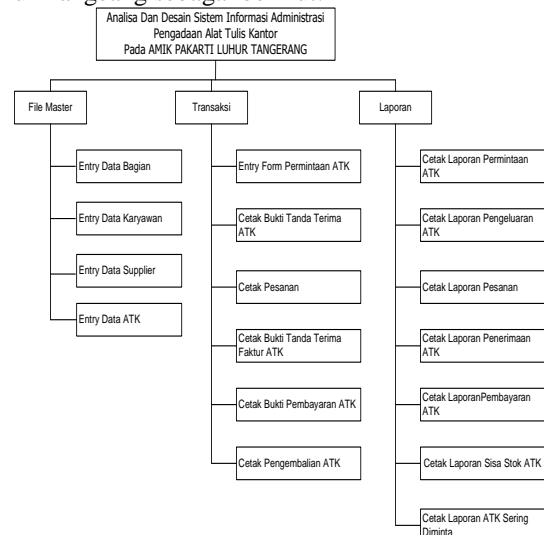 Analisa Dan Desain Sistem Informasi Administrasi
Pengadaan Alat Tulis Kantor
Pada AMIK PAKARTI LUHUR TANGERANG
File Master
Transaksi
Laporan
Entry Data Bagian
Entry Data Karyawan
Entry Data Supplier
Entry Data ATK
Entry Form Permintaan ATK
Cetak Bukti Tanda Terima
ATK
Cetak Pesanan
Cetak Bukti Tanda Terima
Faktur ATK
Cetak Bukti Pembayaran ATK
Cetak Pengembalian ATK
Cetak Laporan Permintaan
ATK
Cetak Laporan Pengeluaran
ATK
Cetak Laporan Pesanan
Cetak Laporan Penerimaan
ATK
Cetak LaporanPembayaran
ATK
Cetak Laporan Sisa Stok ATK
Cetak Laporan ATK Sering
Diminta